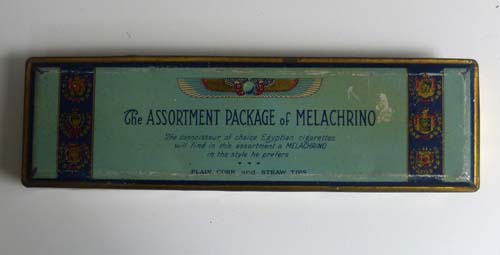 The ASSORTMENT PACKAGE of MELACHRINO
The connoisseur of choice Egyptian cigarettes
will find in this assortment a MELACHRINO
in the style he prefers
PLAIN, CORK and STRAW TIPS